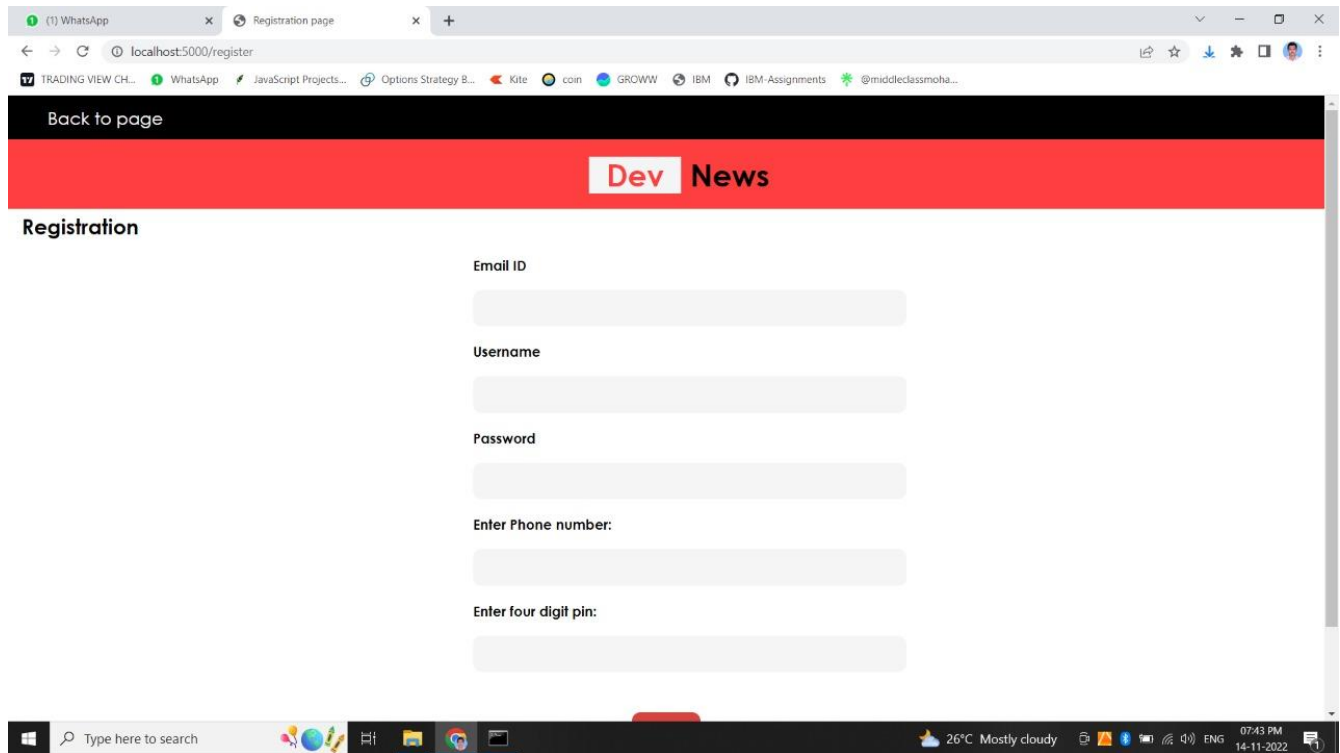 (1) WhatsApp
Registration page
localhost:5000/register
TRADING VIEW CH... WhatsApp JavaScript Projects... Options Strategy B... Kite coin GROWW IBM IBM-Assignments @middleclassmoha...
Back to page
Dev News
Registration
Email ID
Username
Password
Enter Phone number:
Enter four digit pin:
Type here to search
26°C Mostly cloudy
ENG
07:43 PM
14-11-2022